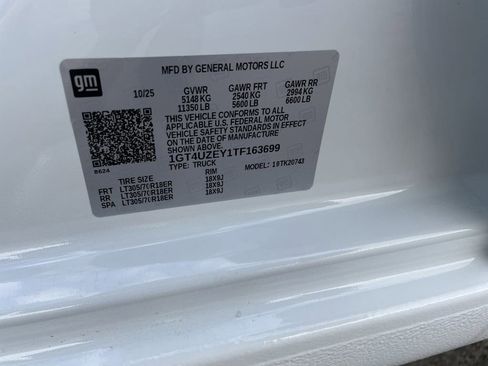 gm
MFD BY GENERAL MOTORS LLC
10/25 GVWR GAWR FRT GAWR RR
5148 KG 2540 KG 2994 KG
11350 LB 5600 LB 6600 LB
THIS VEHICLE CONFORMS TO ALL
APPLICABLE U.S. FEDERAL MOTOR
VEHICLE SAFETY STANDARDS IN
EFFECT ON THE DATE OF
MANUFACTURE SHOWN ABOVE.
1GT4UZEY1TF163699
TYPE: TRUCK MODEL: 19TK20743
8624
TIRE SIZE RIM
FRT LT305/70R18ER 18X9J
RR LT305/70R18ER 18X9J
SPA LT305/70R18ER 18X9J